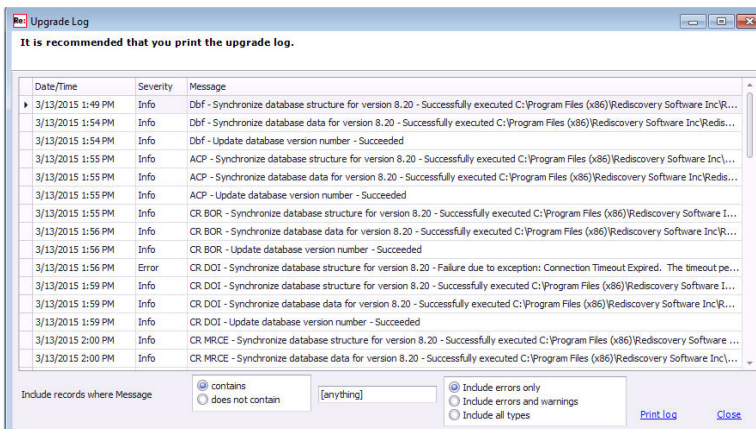 Re: Upgrade Log
It is recommended that you print the upgrade log.
Date/Time Severity Message
3/13/2015 1:49 PM Info Dbf - Synchronize database structure for version 8.20 - Successfully executed C:\Program Files (x86)\Rediscovery Software Inc\R...
3/13/2015 1:54 PM Info Dbf - Synchronize database data for version 8.20 - Successfully executed C:\Program Files (x86)\Rediscovery Software Inc\Redis...
3/13/2015 1:54 PM Info Dbf - Update database version number - Succeeded
3/13/2015 1:55 PM Info ACP - Synchronize database structure for version 8.20 - Successfully executed C:\Program Files (x86)\Rediscovery Software Inc\...
3/13/2015 1:55 PM Info ACP - Synchronize database data for version 8.20 - Successfully executed C:\Program Files (x86)\Rediscovery Software Inc\Redis...
3/13/2015 1:55 PM Info ACP - Update database version number - Succeeded
3/13/2015 1:55 PM Info CR BOR - Synchronize database structure for version 8.20 - Successfully executed C:\Program Files (x86)\Rediscovery Software I...
3/13/2015 1:56 PM Info CR BOR - Synchronize database data for version 8.20 - Successfully executed C:\Program Files (x86)\Rediscovery Software Inc\R...
3/13/2015 1:56 PM Info CR BOR - Update database version number - Succeeded
3/13/2015 1:56 PM Error CR DOI - Synchronize database structure for version 8.20 - Failure due to exception: Connection Timeout Expired. The timeout pe...
3/13/2015 1:59 PM Info CR DOI - Synchronize database structure for version 8.20 - Successfully executed C:\Program Files (x86)\Rediscovery Software I...
3/13/2015 1:59 PM Info CR DOI - Synchronize database data for version 8.20 - Successfully executed C:\Program Files (x86)\Rediscovery Software Inc\R...
3/13/2015 1:59 PM Info CR DOI - Update database version number - Succeeded
3/13/2015 2:00 PM Info CR MRCE - Synchronize database structure for version 8.20 - Successfully executed C:\Program Files (x86)\Rediscovery Software ...
3/13/2015 2:00 PM Info CR MRCE - Synchronize database data for version 8.20 - Successfully executed C:\Program Files (x86)\Rediscovery Software Inc\...
Include records where Message
contains
does not contain
[anything]
Include errors only
Include errors and warnings
Include all types
Print log Close